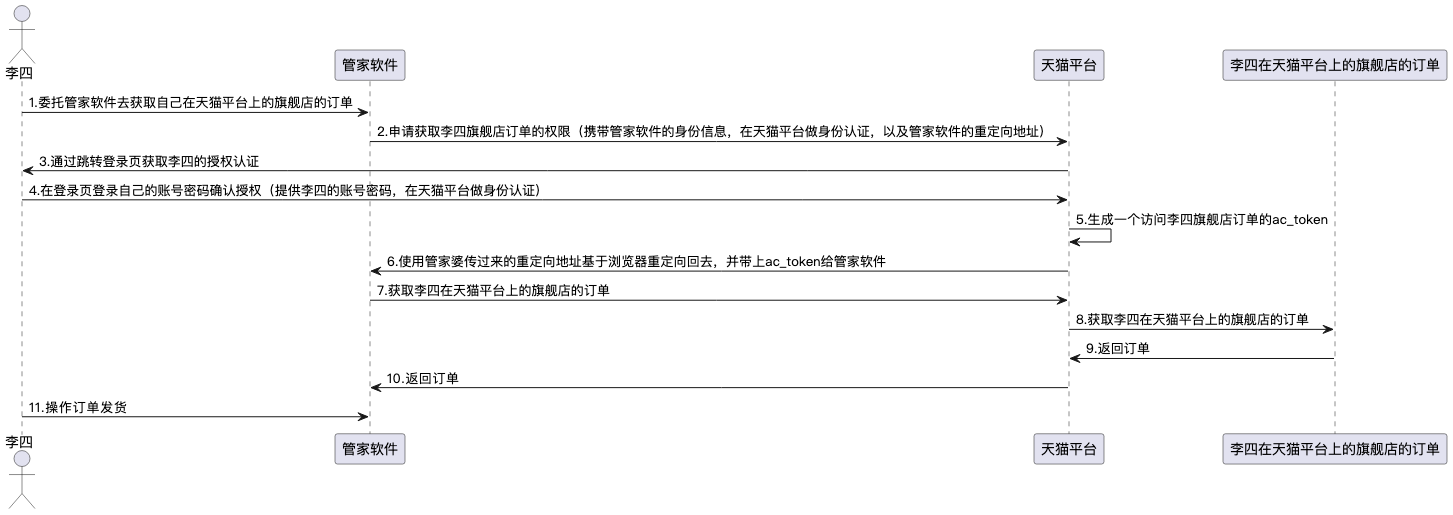 李四
管家软件
天猫平台
李四在天猫平台上的旗舰店的订单
1.委托管家软件去获取自己在天猫平台上的旗舰店的订单
2.申请获取李四旗舰店订单的权限（携带管家软件的身份信息，在天猫平台做身份认证，以及管家软件的重定向地址）
3.通过跳转登录页获取李四的授权认证
4.在登录页登录自己的账号密码确认授权（提供李四的账号密码，在天猫平台做身份认证）
5.生成一个访问李四旗舰店订单的ac_token
6.使用管家婆传过来的重定向地址基于浏览器重定向回去，并带上ac_token给管家软件
7.获取李四在天猫平台上的旗舰店的订单
8.获取李四在天猫平台上的旗舰店的订单
9.返回订单
10.返回订单
11.操作订单发货
李四
管家软件
天猫平台
李四在天猫平台上的旗舰店的订单